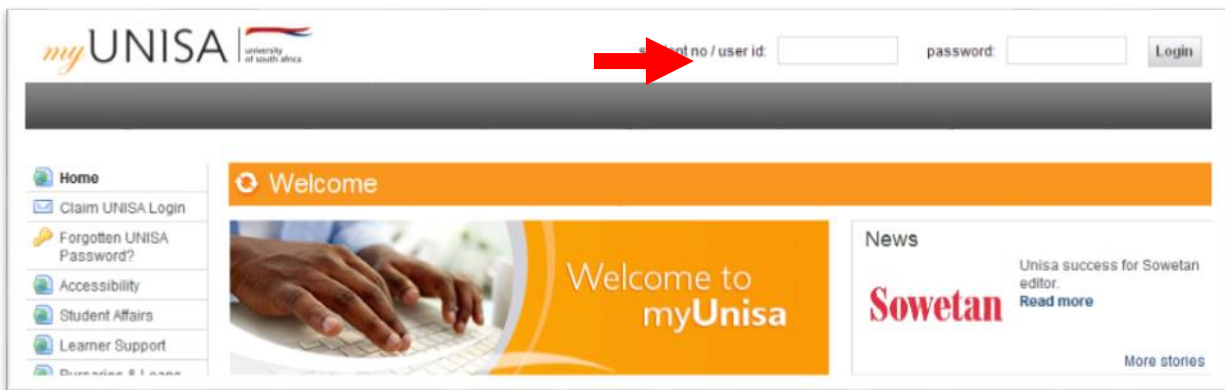 myUNISA
university
of south africa
no / user id:
password:
Login
Home
Claim UNISA Login
Forgotten UNISA
Password?
Accessibility
Student Affairs
Learner Support
Welcome
Welcome to
myUnisa
News
Sowetan
Unisa success for Sowetan
editor.
Read more
More stories